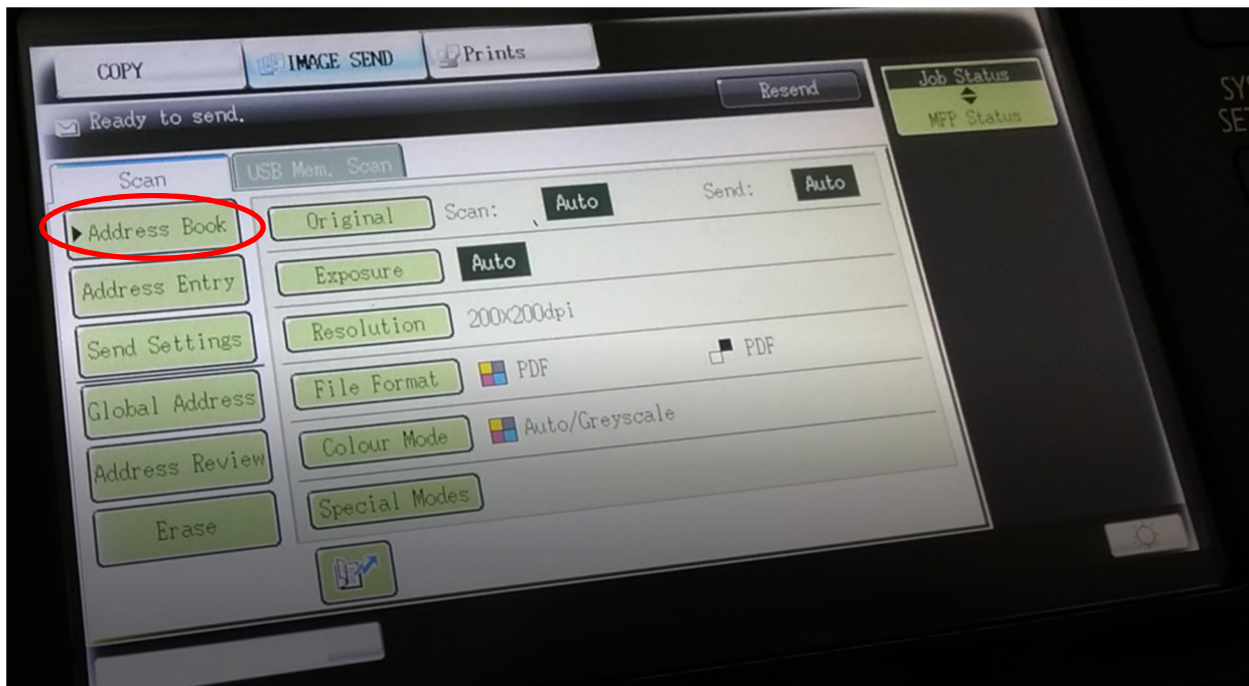 COPY
IMAGE SEND
Prints
Ready to send.
Resend
Job Status
MFP Status
SY
SE
Scan
USB Mem. Scan
Address Book
Original Scan: Auto Send: Auto
Address Entry
Exposure Auto
Send Settings
Resolution 200X200dpi
Global Address
File Format PDF PDF
Address Review
Colour Mode Auto/Greyscale
Erase
Special Modes